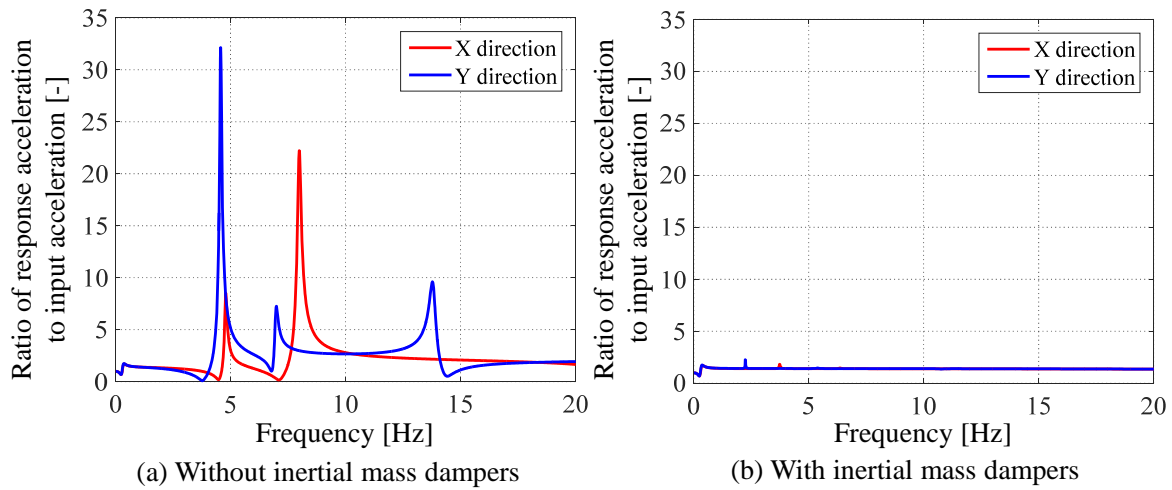 Ratio of response acceleration
to input acceleration [-]
35
30
25
20
15
10
5
0
X direction
Y direction
0
5
10
15
20
Frequency [Hz]
(a) Without inertial mass dampers
Ratio of response acceleration
to input acceleration [-]
35
30
25
20
15
10
5
0
X direction
Y direction
0
5
10
15
20
Frequency [Hz]
(b) With inertial mass dampers